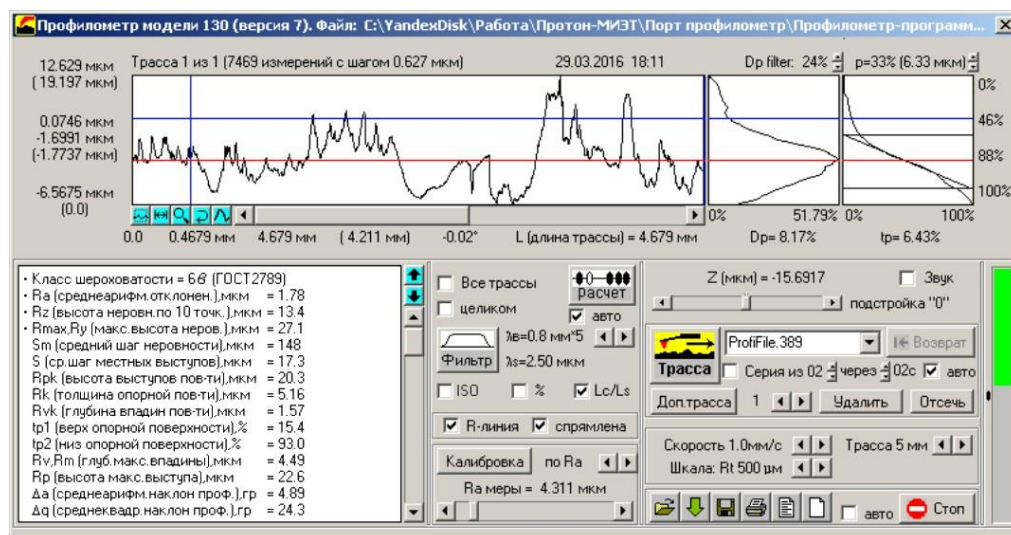 Профилометр модели 130 (версия 7). Файл: C:\YandexDisk\Работа\Протон-МИЭТ\Порт профилометр\Профилометр-программ...
12.629 мкм
(19.197 мкм)
Трасса 1 из 1 (7469 измерений с шагом 0.627 мкм)
29.03.2016 18:11
Dp filter: 24%
p=33% (6.33 мкм)
0%
0.0746 мкм
46%
-1.6991 мкм
(-1.7737 мкм)
88%
-6.5675 мкм
100%
(0.0)
0%
51.79%
0%
100%
0.0
0.4679 мм
4.679 мм
(4.211 мм)
-0.02°
L (длина трассы) = 4.679 мм
Dp= 8.17%
tp= 6.43%
• Класс шероховатости = 6в (ГОСТ2789)
• Ra (среднеарифм.отклонен.),мкм = 1.78
• Rz (высота неровн.по 10 точк.),мкм = 13.4
• Rmax,Ry (макс.высота неров.),мкм = 27.1
Sm (средний шаг неровности),мкм = 148
S (ср.шаг местных выступов),мкм = 17.3
Rpk (высота выступов пов-ти),мкм = 20.3
Rk (толщина опорной пов-ти),мкм = 5.16
Rvk (глубина впадин пов-ти),мкм = 1.57
tp1 (верх опорной поверхности),% = 15.4
tp2 (низ опорной поверхности),% = 93.0
Rv,Rm (глуб.макс.впадины),мкм = 4.49
Rp (высота макс.выступа),мкм = 22.6
Δa (среднеарифм.наклон проф.),гр = 4.89
Δq (среднеквадр.наклон проф.),гр = 24.3
Все трассы
целиком
расчет
авто
λв=0.8 мм*5
Фильтр
λs=2.50 мкм
ISO
%
Lc/Ls
R-линия
спрямлена
Калибровка
по Ra
Ra меры = 4.311 мкм
Z (мкм) = -15.6917
Звук
подстройка "0"
Трасса
ProfiFile.389
Возврат
Серия из 02
через
02с
авто
Доп.трасса
1
Удалить
Отсечь
Скорость 1.0мм/с
Трасса 5 мм
Шкала: Rt 500 μм
авто
Стоп